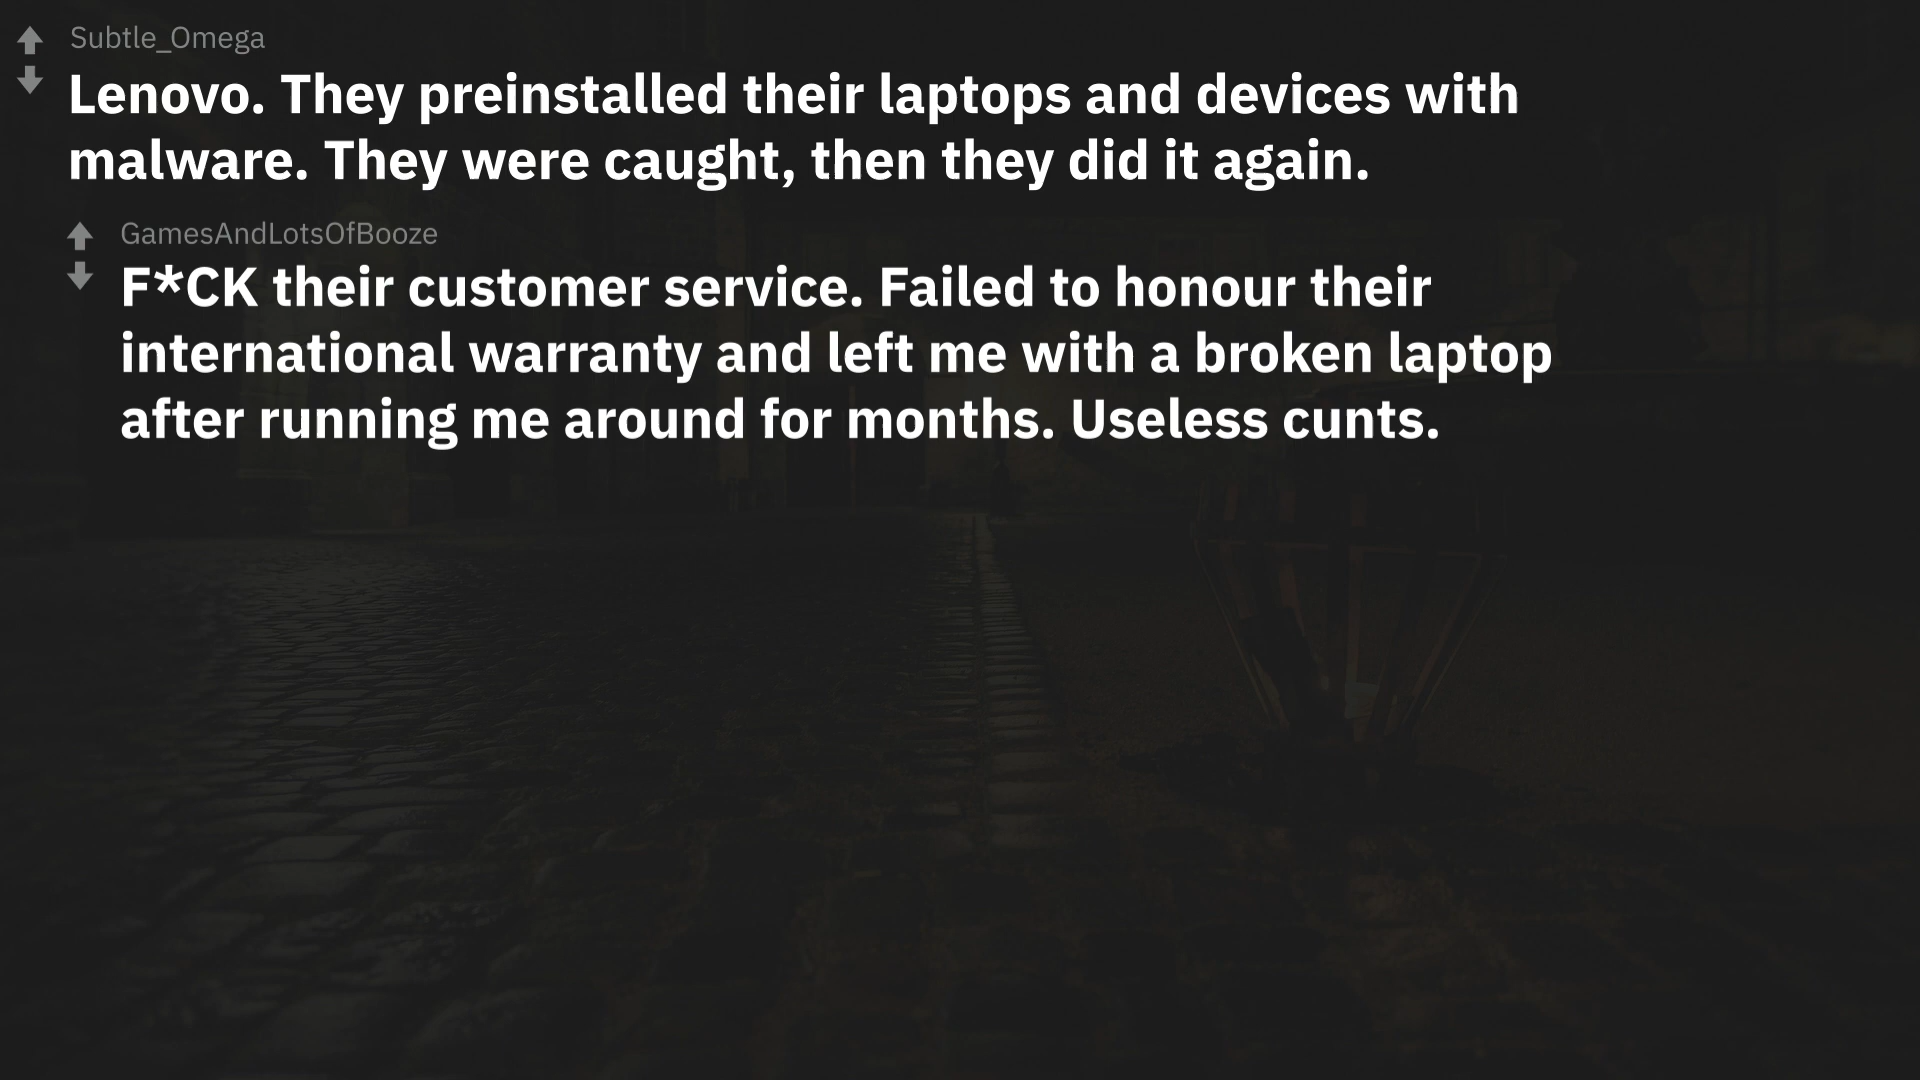 Subtle_Omega
Lenovo. They preinstalled their laptops and devices with
malware. They were caught, then they did it again.
GamesAndLotsOfBooze
F*CK their customer service. Failed to honour their
international warranty and left me with a broken laptop
after running me around for months. Useless cunts.